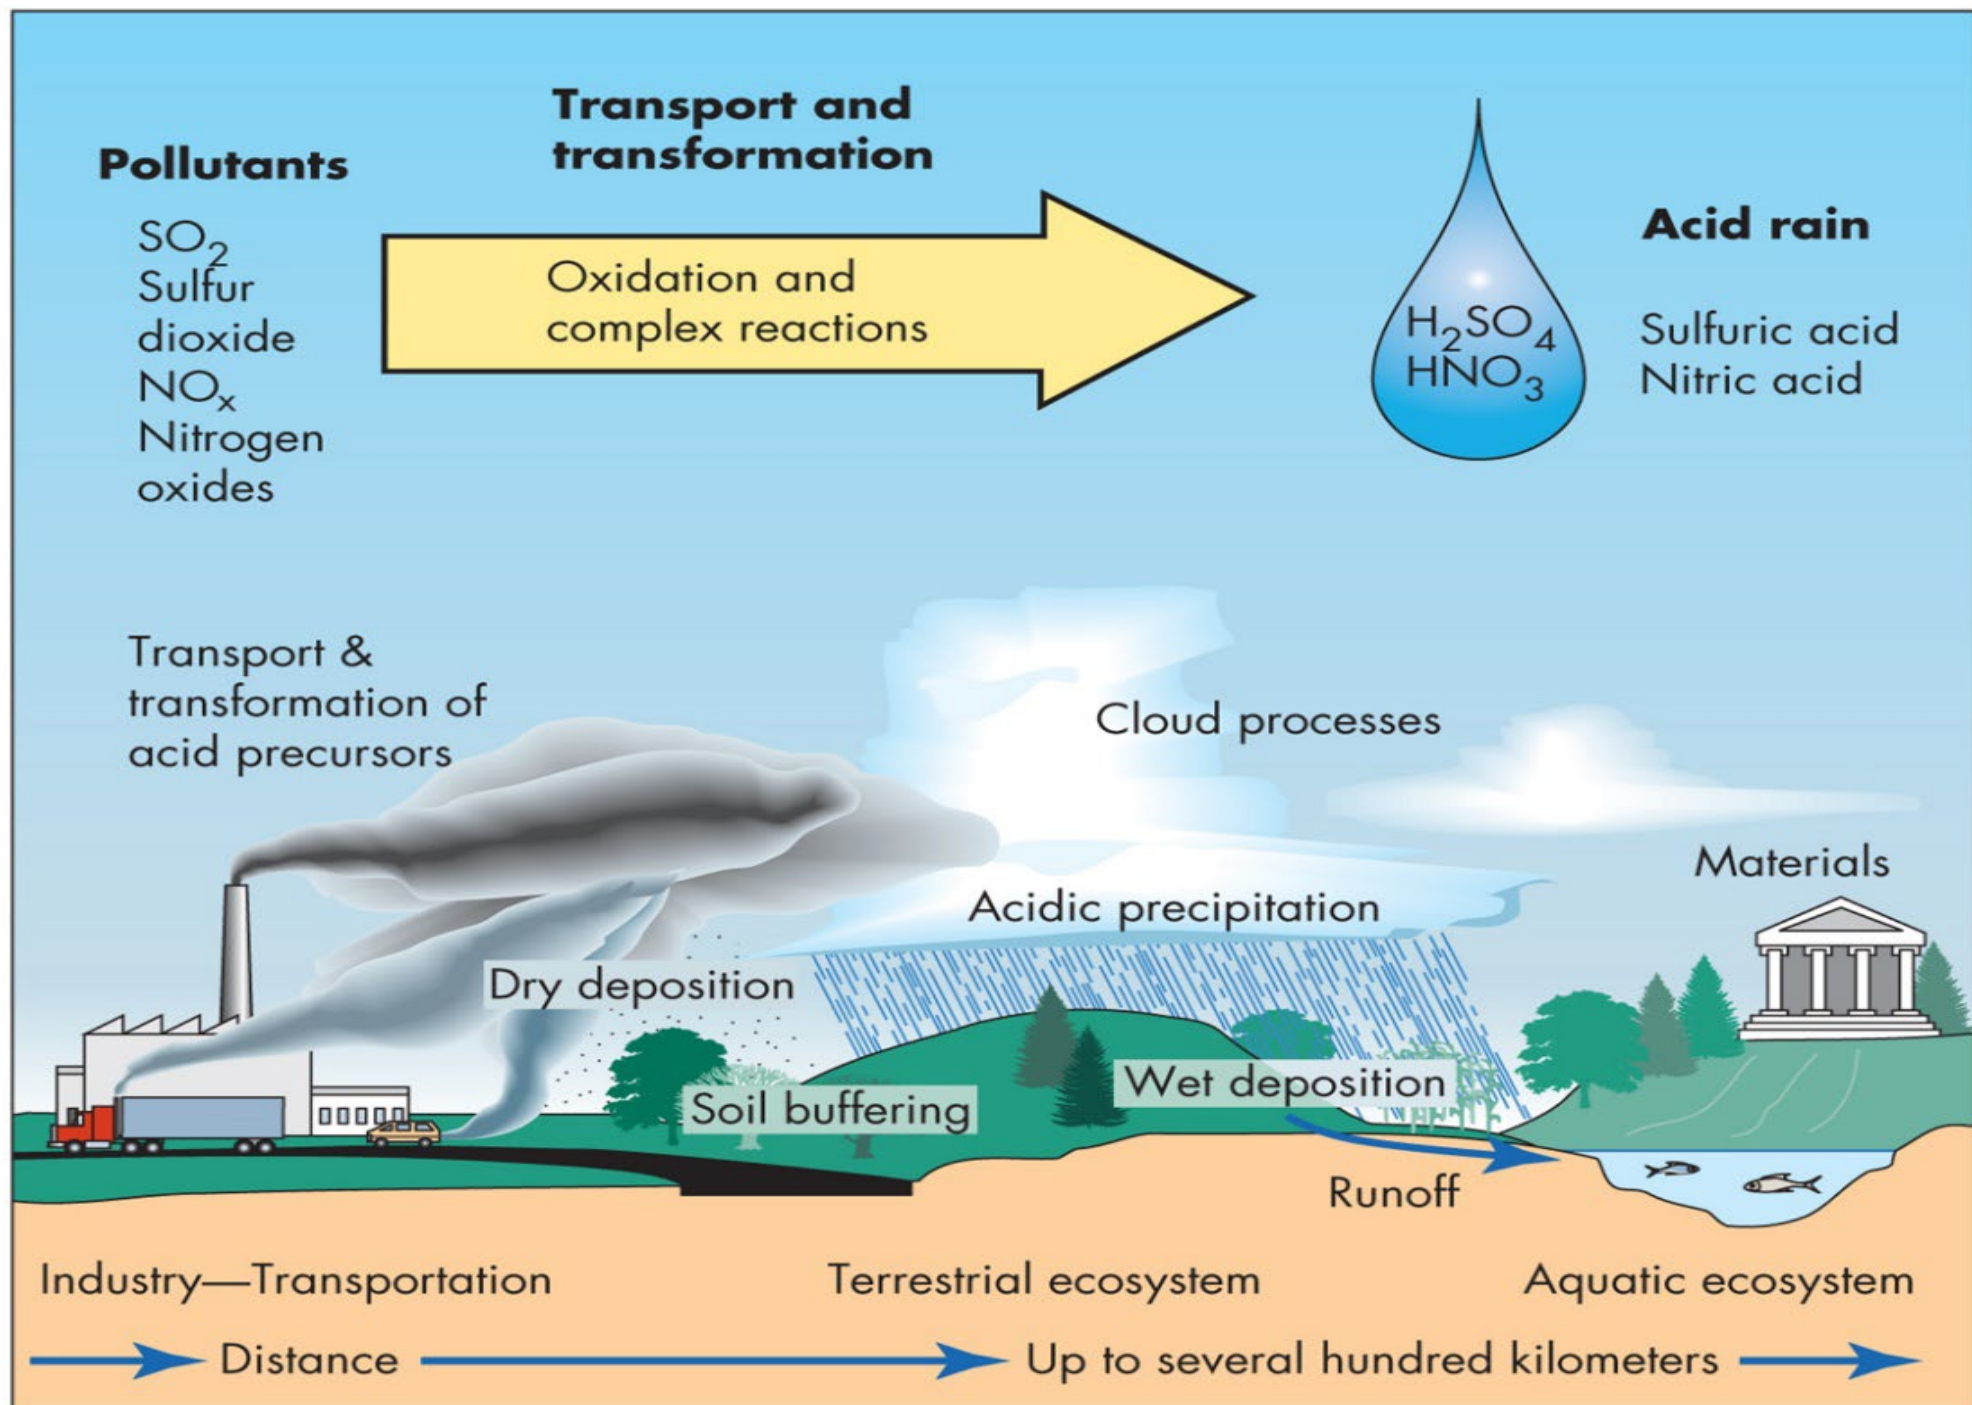 Transport and
transformation
Pollutants
SO₂
Sulfur
dioxide
NOₓ
Nitrogen
oxides
Oxidation and
complex reactions
H₂SO₄
HNO₃
Acid rain
Sulfuric acid
Nitric acid
Transport &
transformation of
acid precursors
Cloud processes
Materials
Acidic precipitation
Dry deposition
Wet deposition
Soil buffering
Runoff
Industry—Transportation
Terrestrial ecosystem
Aquatic ecosystem
Distance
Up to several hundred kilometers